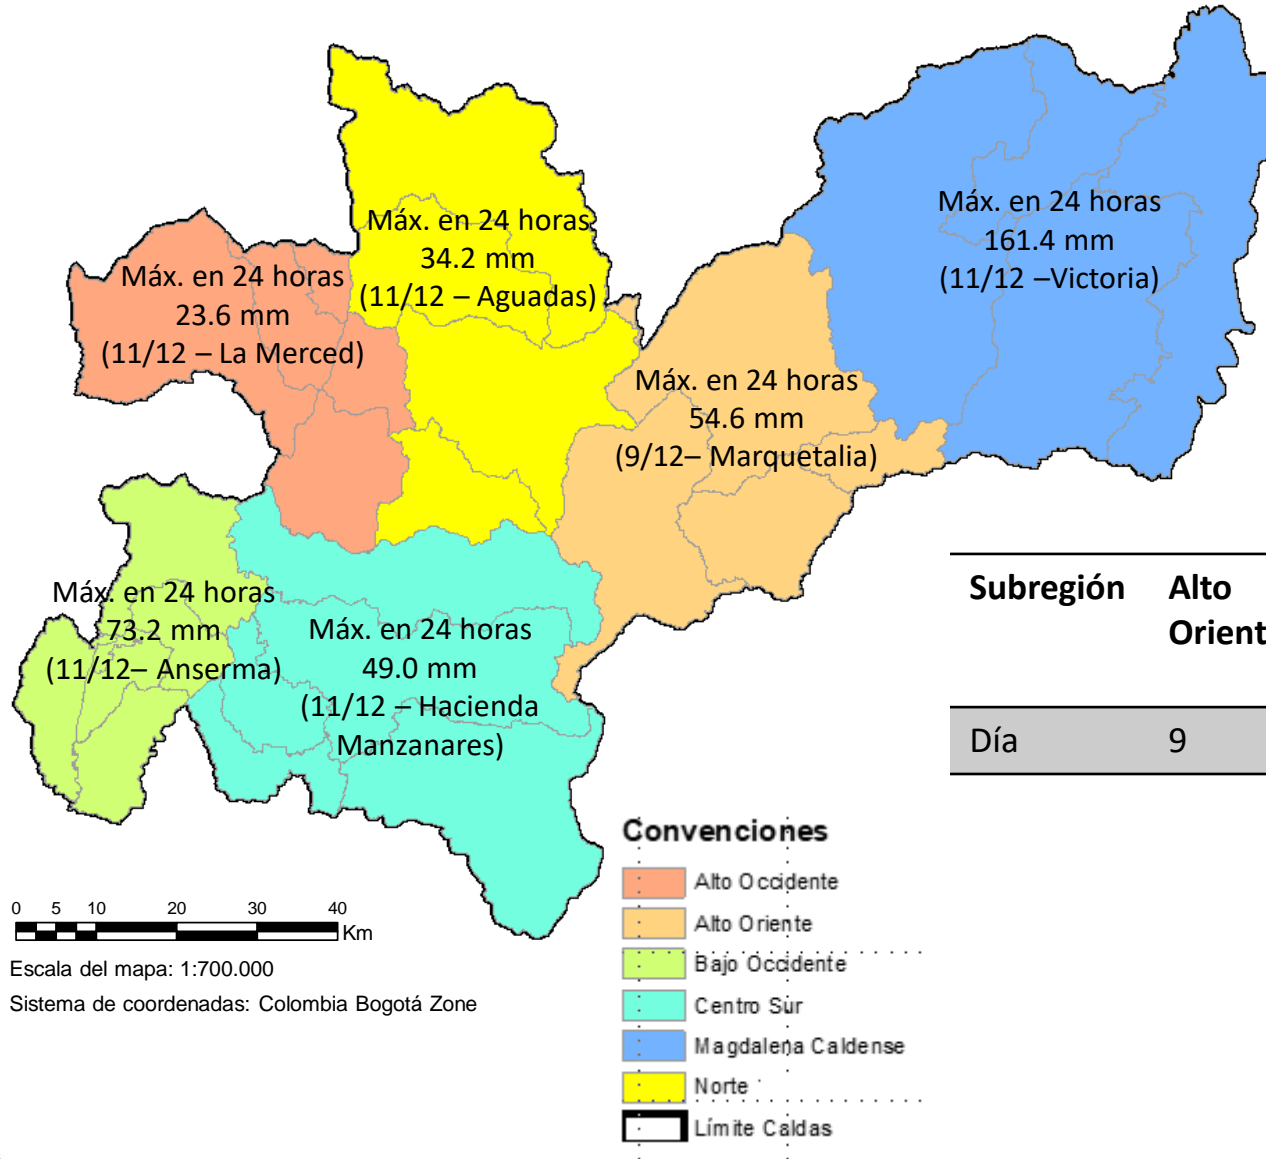 Máx. en 24 horas
34.2 mm
(11/12 – Aguadas)
Máx. en 24 horas
161.4 mm
(11/12 –Victoria)
Máx. en 24 horas
23.6 mm
(11/12 – La Merced)
Máx. en 24 horas
54.6 mm
(9/12– Marquetalia)
Máx. en 24 horas
73.2 mm
(11/12– Anserma)
Máx. en 24 horas
49.0 mm
(11/12 – Hacienda
Manzanares)
Subregión Alto
Orient
Día 9
Convenciones
Alto Occidente
Alto Oriente
Bajo Occidente
Centro Sur
Magdalena Caldense
Norte
Límite Caldas
0 5 10 20 30 40
Km
Escala del mapa: 1:700.000
Sistema de coordenadas: Colombia Bogotá Zone